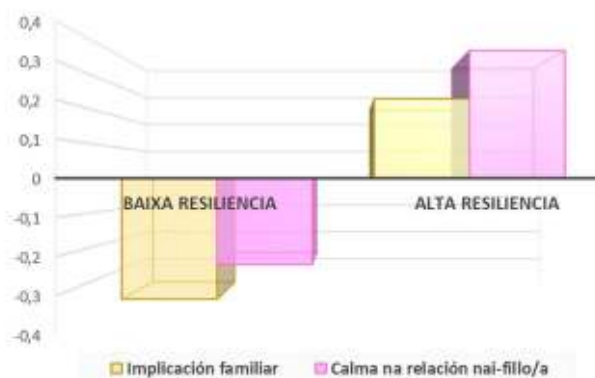 0,4
0,3
0,2
0,1
0
-0,1
-0,2
-0,3
-0,4
BAIXA RESILIENCIA
ALTA RESILIENCIA
Implicación familiar
Calma na relación nai-fillo/a